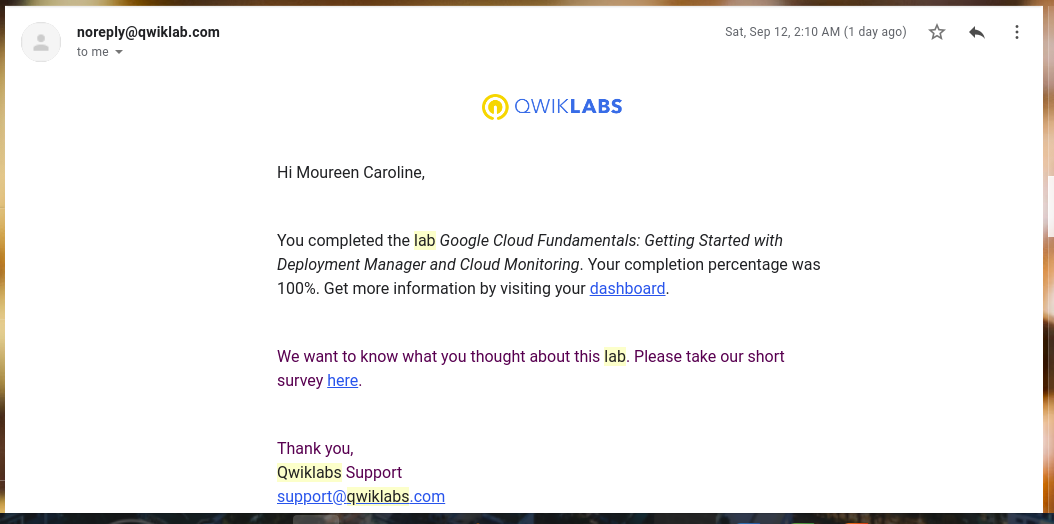 noreply@qwiklab.com
Sat, Sep 12, 2:10 AM (1 day ago)
to me
QWIKLABS
Hi Moureen Caroline,
You completed the lab Google Cloud Fundamentals: Getting Started with
Deployment Manager and Cloud Monitoring. Your completion percentage was
100%. Get more information by visiting your dashboard.
We want to know what you thought about this lab. Please take our short
survey here.
Thank you,
Qwiklabs Support
support@qwiklabs.com